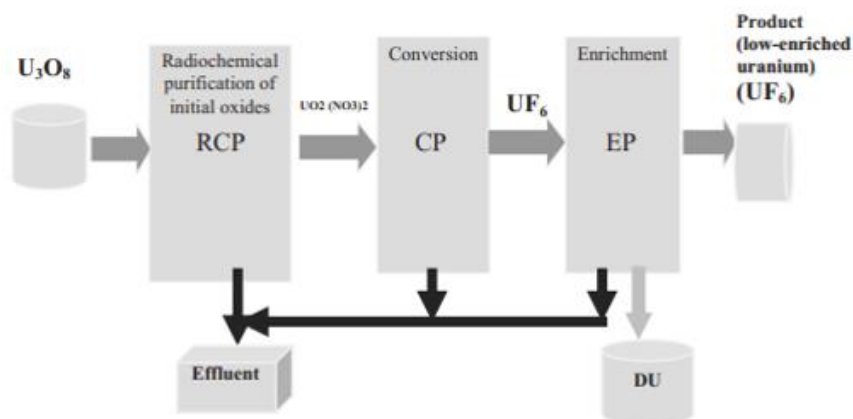 U₃O₈
Radiochemical
purification of
initial oxides
RCP
UO2 (NO3)2
Conversion
CP
UF₆
Enrichment
EP
Product
(low-enriched
uranium)
(UF₆)
Effluent
DU